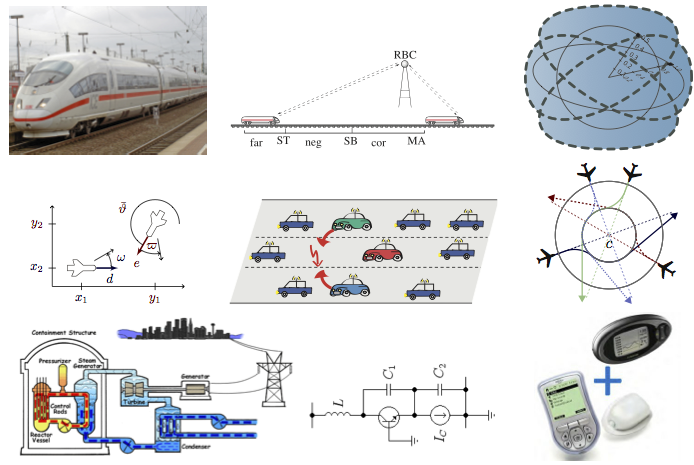 RBC
far
ST
neg
SB
cor
MA
y₂
x₂
x₁
y₁
ϑ̄
ϖ
e
ω
d
c
Containment Structure
Pressurizer
Steam
Generator
Control
Rods
Reactor
Vessel
Turbine
Generator
Condenser
L
C₁
C₂
I_C